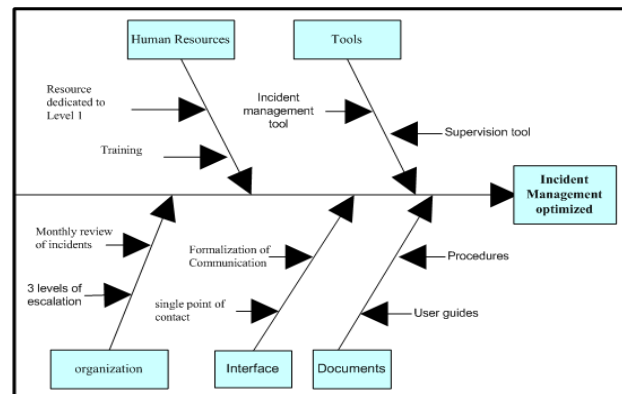 Human Resources
Tools
Resource
dedicated to
Level 1
Training
Incident
management
tool
Supervision tool
Incident
Management
optimized
Monthly review
of incidents
3 levels of
escalation
Formalization of
Communication
single point of
contact
Procedures
User guides
organization
Interface
Documents